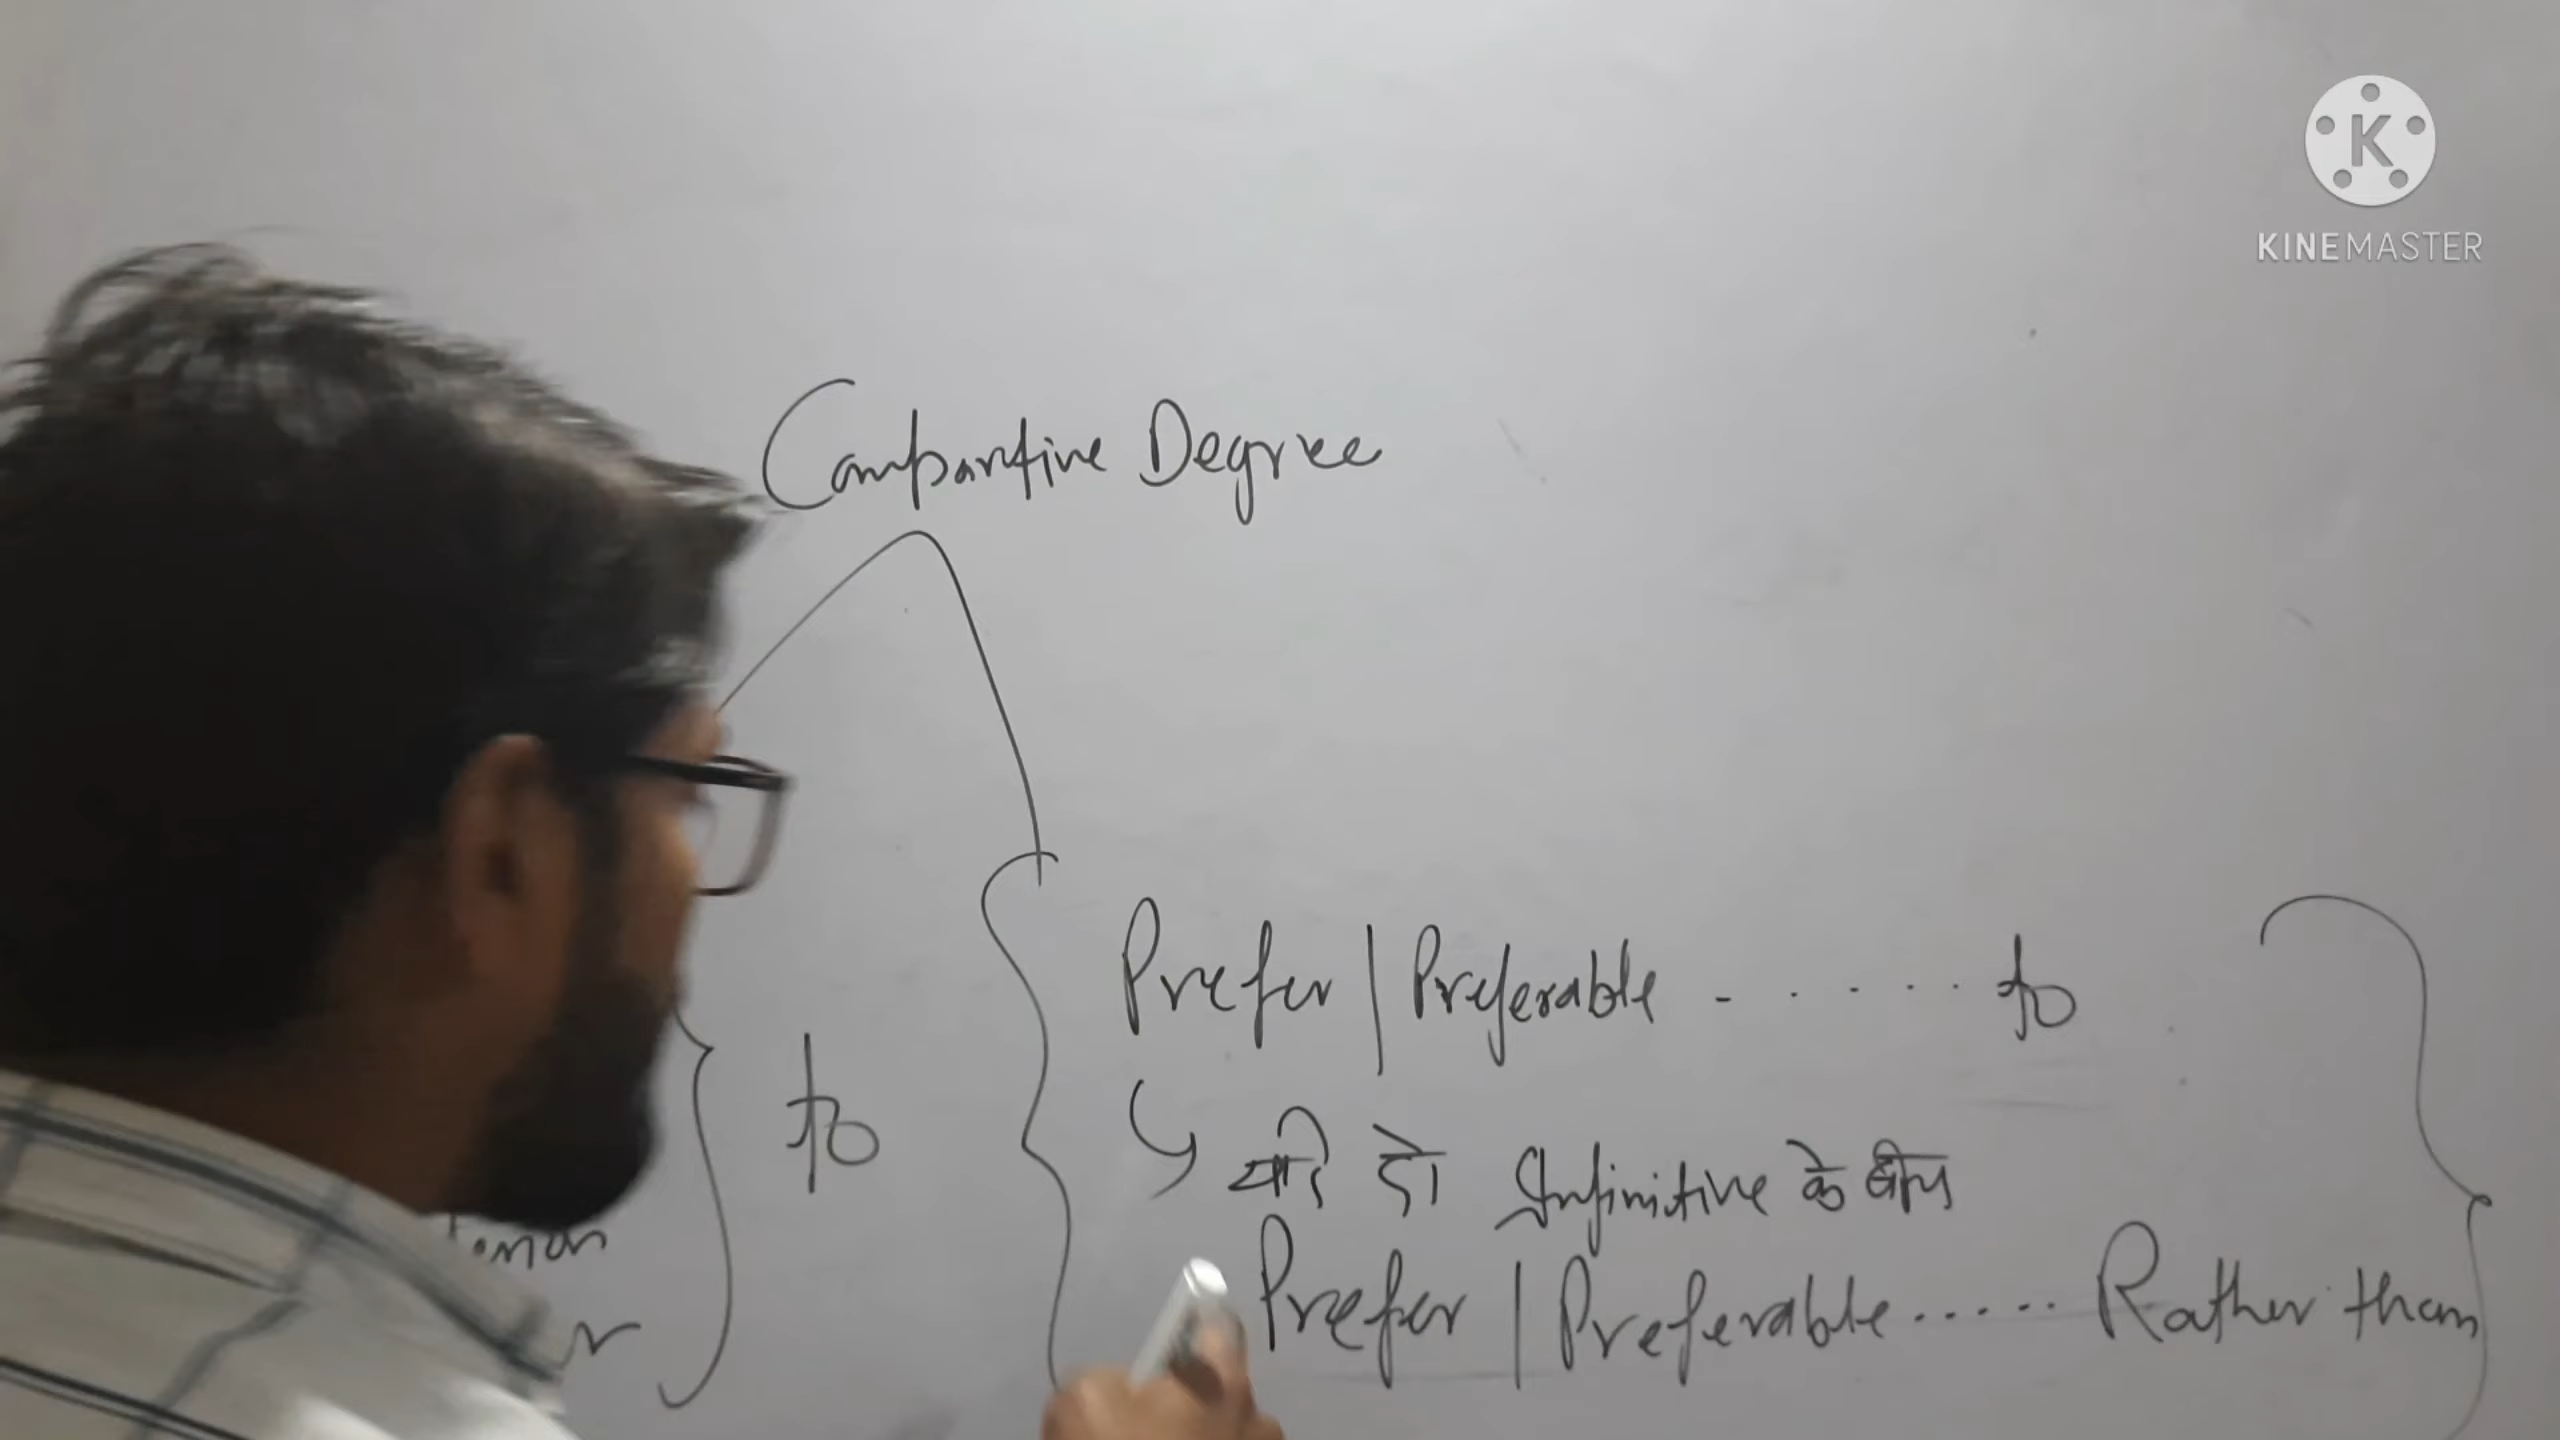 K
KINEMASTER
Comparative Degree
Prefer | Preferable - . . . . . to
to
यदि दो Infinitive के बीच
Prefer | Preferable ..... Rather than